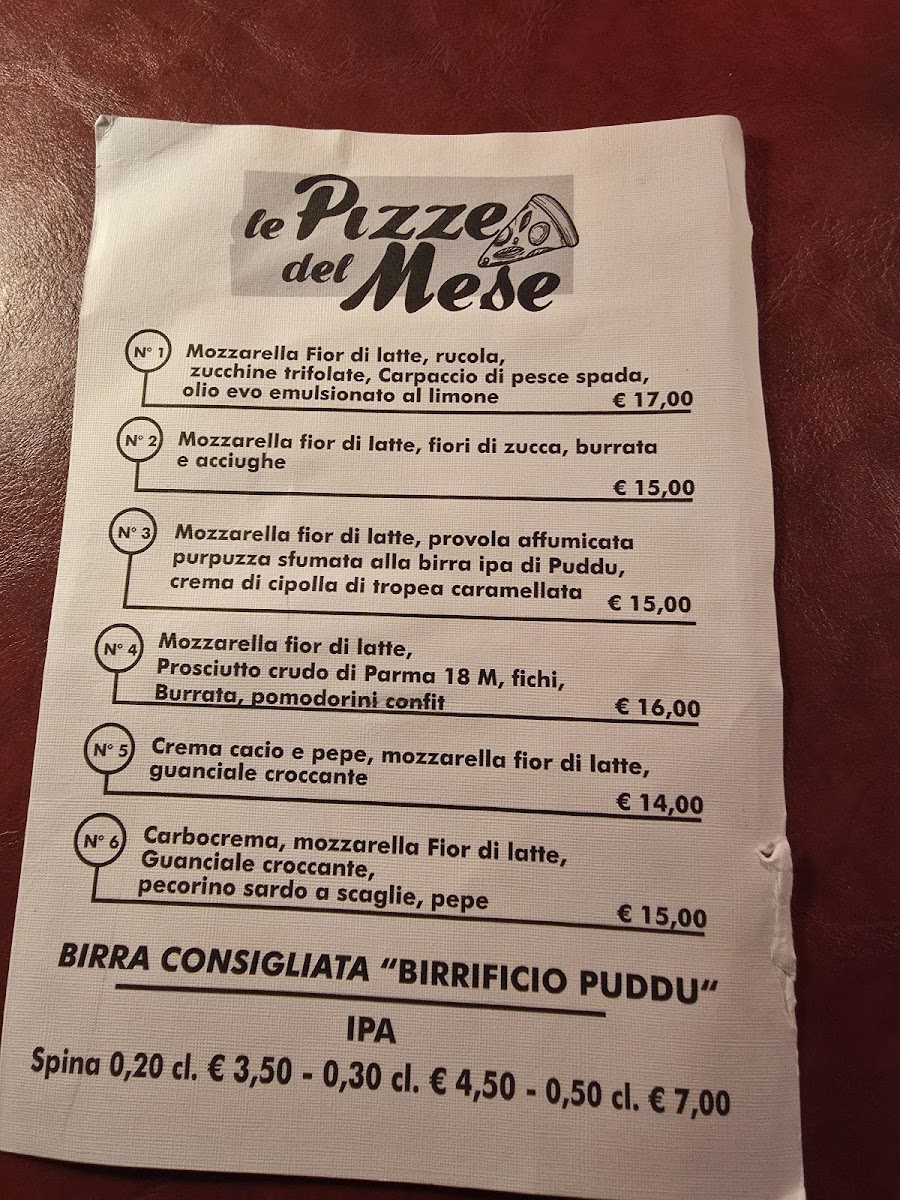 le Pizze
del Mese
N° 1
Mozzarella Fior di latte, rucola,
zucchine trifolate, Carpaccio di pesce spada,
olio evo emulsionato al limone € 17,00
N° 2
Mozzarella fior di latte, fiori di zucca, burrata
e acciughe
€ 15,00
N° 3
Mozzarella fior di latte, provola affumicata
purpuzza sfumata alla birra ipa di Puddu,
crema di cipolla di tropea caramellata € 15,00
N° 4
Mozzarella fior di latte,
Prosciutto crudo di Parma 18 M, fichi,
Burrata, pomodorini confit € 16,00
N° 5
Crema cacio e pepe, mozzarella fior di latte,
guanciale croccante
€ 14,00
N° 6
Carbocrema, mozzarella Fior di latte,
Guanciale croccante,
pecorino sardo a scaglie, pepe € 15,00
BIRRA CONSIGLIATA “BIRRIFICIO PUDDU“
IPA
Spina 0,20 cl. € 3,50 - 0,30 cl. € 4,50 - 0,50 cl. € 7,00